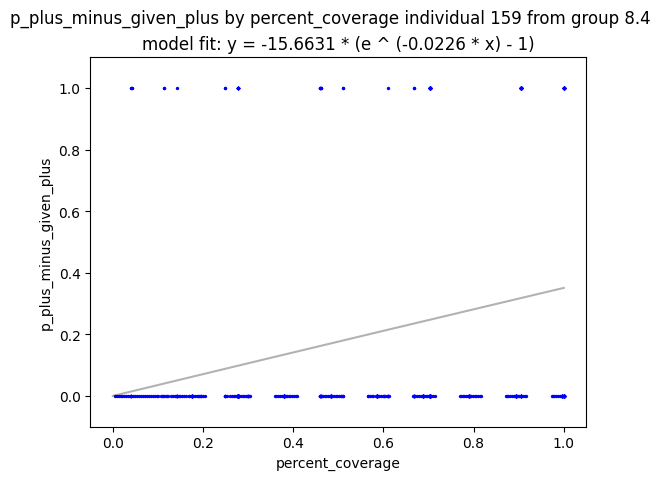 p_plus_minus_given_plus by percent_coverage individual 159 from group 8.4
model fit: y = -15.6631 * (e ^ (-0.0226 * x) - 1)
1.0
0.8
0.6
0.4
0.2
0.0
p_plus_minus_given_plus
0.0 0.2 0.4 0.6 0.8 1.0
percent_coverage